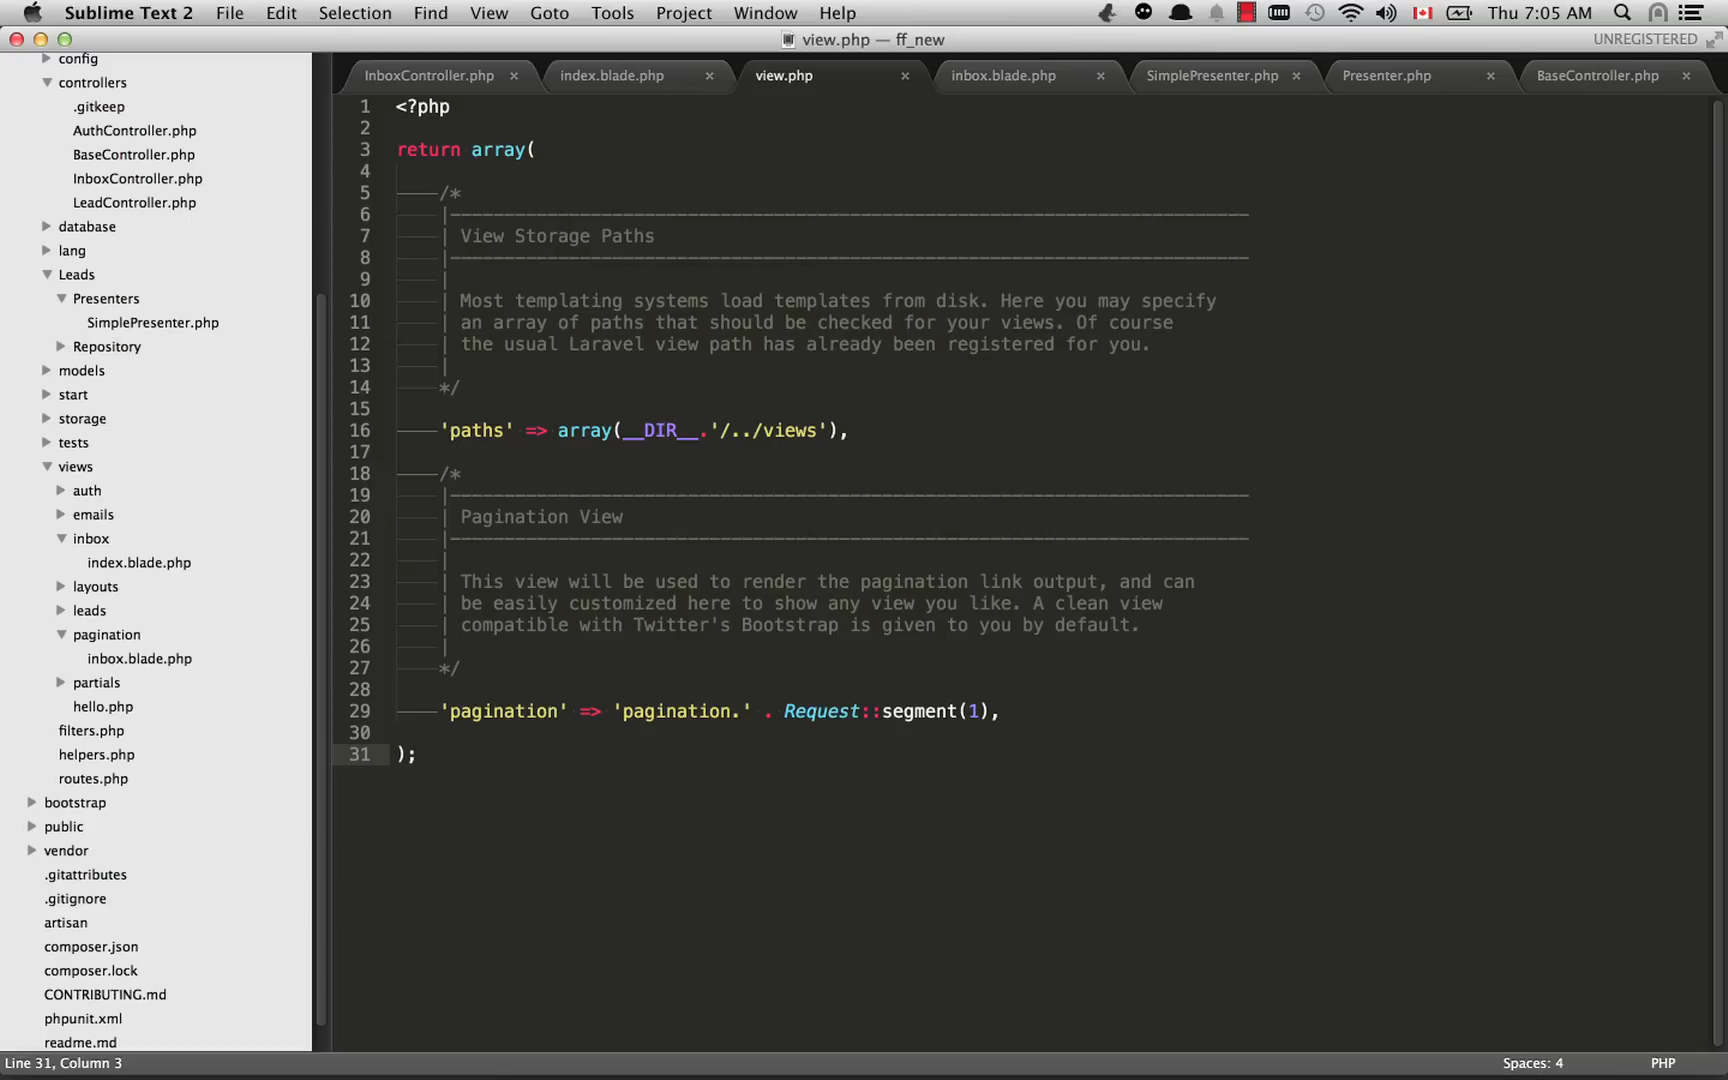 Sublime Text 2 File Edit Selection Find View Goto Tools Project Window Help Thu 7:05 AM
view.php — ff_new UNREGISTERED
config
controllers
.gitkeep
AuthController.php
BaseController.php
InboxController.php
LeadController.php
database
lang
Leads
Presenters
SimplePresenter.php
Repository
models
start
storage
tests
views
auth
emails
inbox
index.blade.php
layouts
leads
pagination
inbox.blade.php
partials
hello.php
filters.php
helpers.php
routes.php
bootstrap
public
vendor
.gitattributes
.gitignore
artisan
composer.json
composer.lock
CONTRIBUTING.md
phpunit.xml
readme.md
InboxController.php × index.blade.php × view.php × inbox.blade.php × SimplePresenter.php × Presenter.php × BaseController.php ×
1 <?php
2
3 return array(
4
5 /*
6 |--------------------------------------------------------------------------
7 | View Storage Paths
8 |--------------------------------------------------------------------------
9 |
10 | Most templating systems load templates from disk. Here you may specify
11 | an array of paths that should be checked for your views. Of course
12 | the usual Laravel view path has already been registered for you.
13 |
14 */
15
16 'paths' => array(__DIR__.'/../views'),
17
18 /*
19 |--------------------------------------------------------------------------
20 | Pagination View
21 |--------------------------------------------------------------------------
22 |
23 | This view will be used to render the pagination link output, and can
24 | be easily customized here to show any view you like. A clean view
25 | compatible with Twitter's Bootstrap is given to you by default.
26 |
27 */
28
29 'pagination' => 'pagination.' . Request::segment(1),
30
31 );
Line 31, Column 3 Spaces: 4 PHP